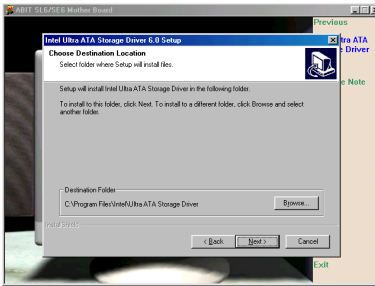 ABIT SL6/SE6 Mother Board
Previous
Intel Ultra ATA Storage Driver 6.0 Setup
tra ATA
Driver
Choose Destination Location
Select folder where Setup will install files.
e Note
Setup will install Intel Ultra ATA Storage Driver in the following folder.
To install to this folder, click Next. To install to a different folder, click Browse and select
another folder.
Destination Folder
C:\Program Files\Intel\Ultra ATA Storage Driver
Browse...
InstallShield
< Back
Next >
Cancel
Exit